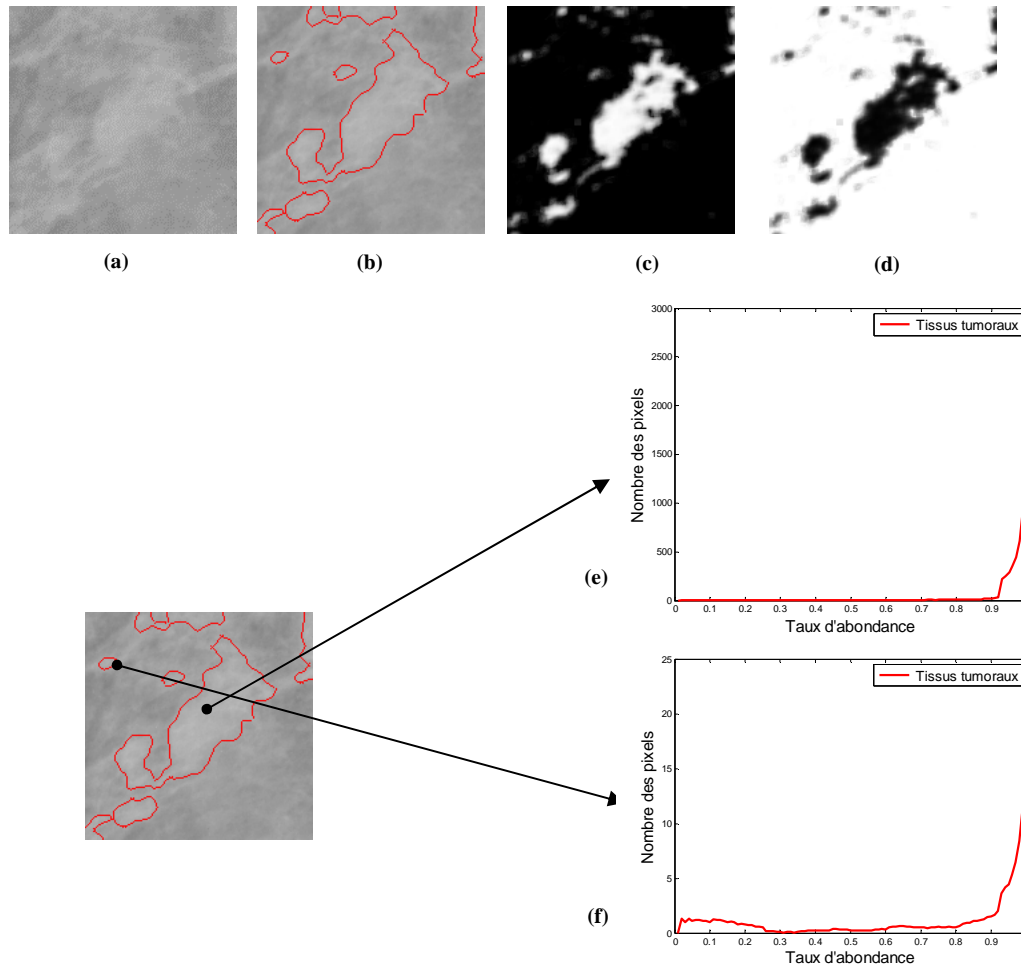 (a)
(b)
(c)
(d)
3000
2500
2000
1500
1000
500
0
Nombre des pixels
Tissus tumoraux
0.1 0.2 0.3 0.4 0.5 0.6 0.7 0.8 0.9
Taux d'abondance
(e)
25
20
15
10
5
0
Nombre des pixels
Tissus tumoraux
0 0.1 0.2 0.3 0.4 0.5 0.6 0.7 0.8 0.9
Taux d'abondance
(f)